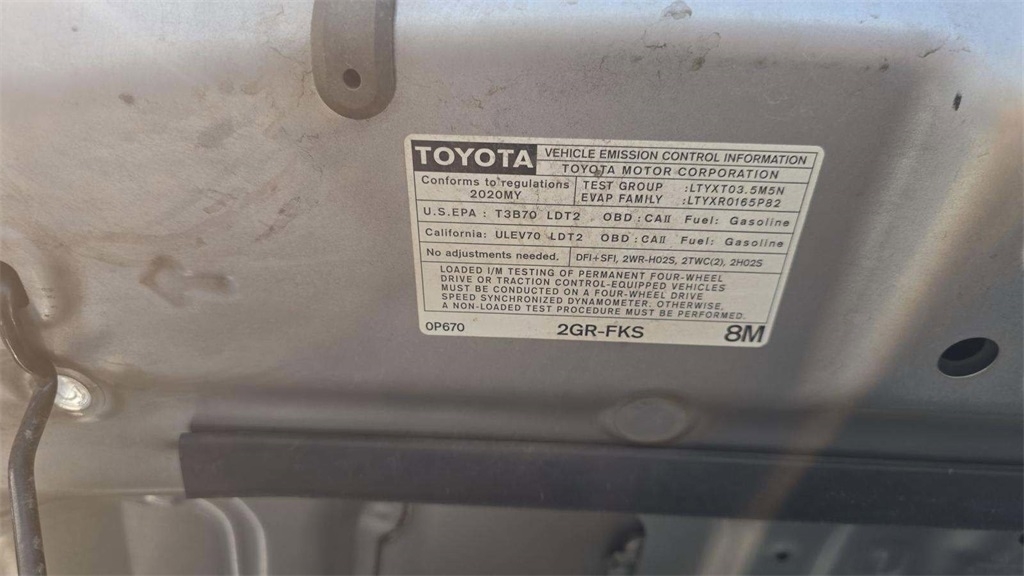 TOYOTA VEHICLE EMISSION CONTROL INFORMATION
TOYOTA MOTOR CORPORATION
Conforms to regulations
2020MY
TEST GROUP :LTYXT03.5M5N
EVAP FAMILY :LTYXR0165P82
U.S.EPA : T3B70 LDT2 OBD : CAII Fuel: Gasoline
California: ULEV70 LDT2 OBD : CAII Fuel: Gasoline
No adjustments needed. DFI+SFI, 2WR-HO2S, 2TWC(2), 2HO2S
LOADED I/M TESTING OF PERMANENT FOUR-WHEEL
DRIVE OR TRACTION CONTROL-EQUIPPED VEHICLES
MUST BE CONDUCTED ON A FOUR-WHEEL DRIVE
SPEED SYNCHRONIZED DYNAMOMETER. OTHERWISE,
A NON-LOADED TEST PROCEDURE MUST BE PERFORMED.
0P670 2GR-FKS 8M